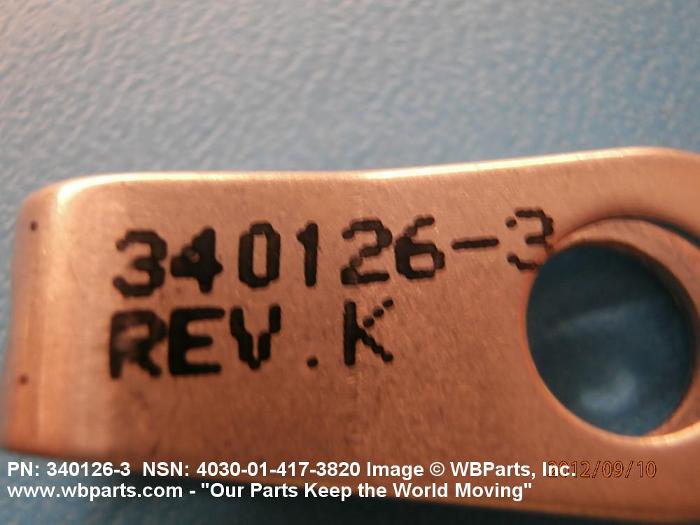 340126-3
REV.K
PN: 340126-3 NSN: 4030-01-417-3820 Image © WBParts, Inc.
2012/09/10
www.wbparts.com - "Our Parts Keep the World Moving"